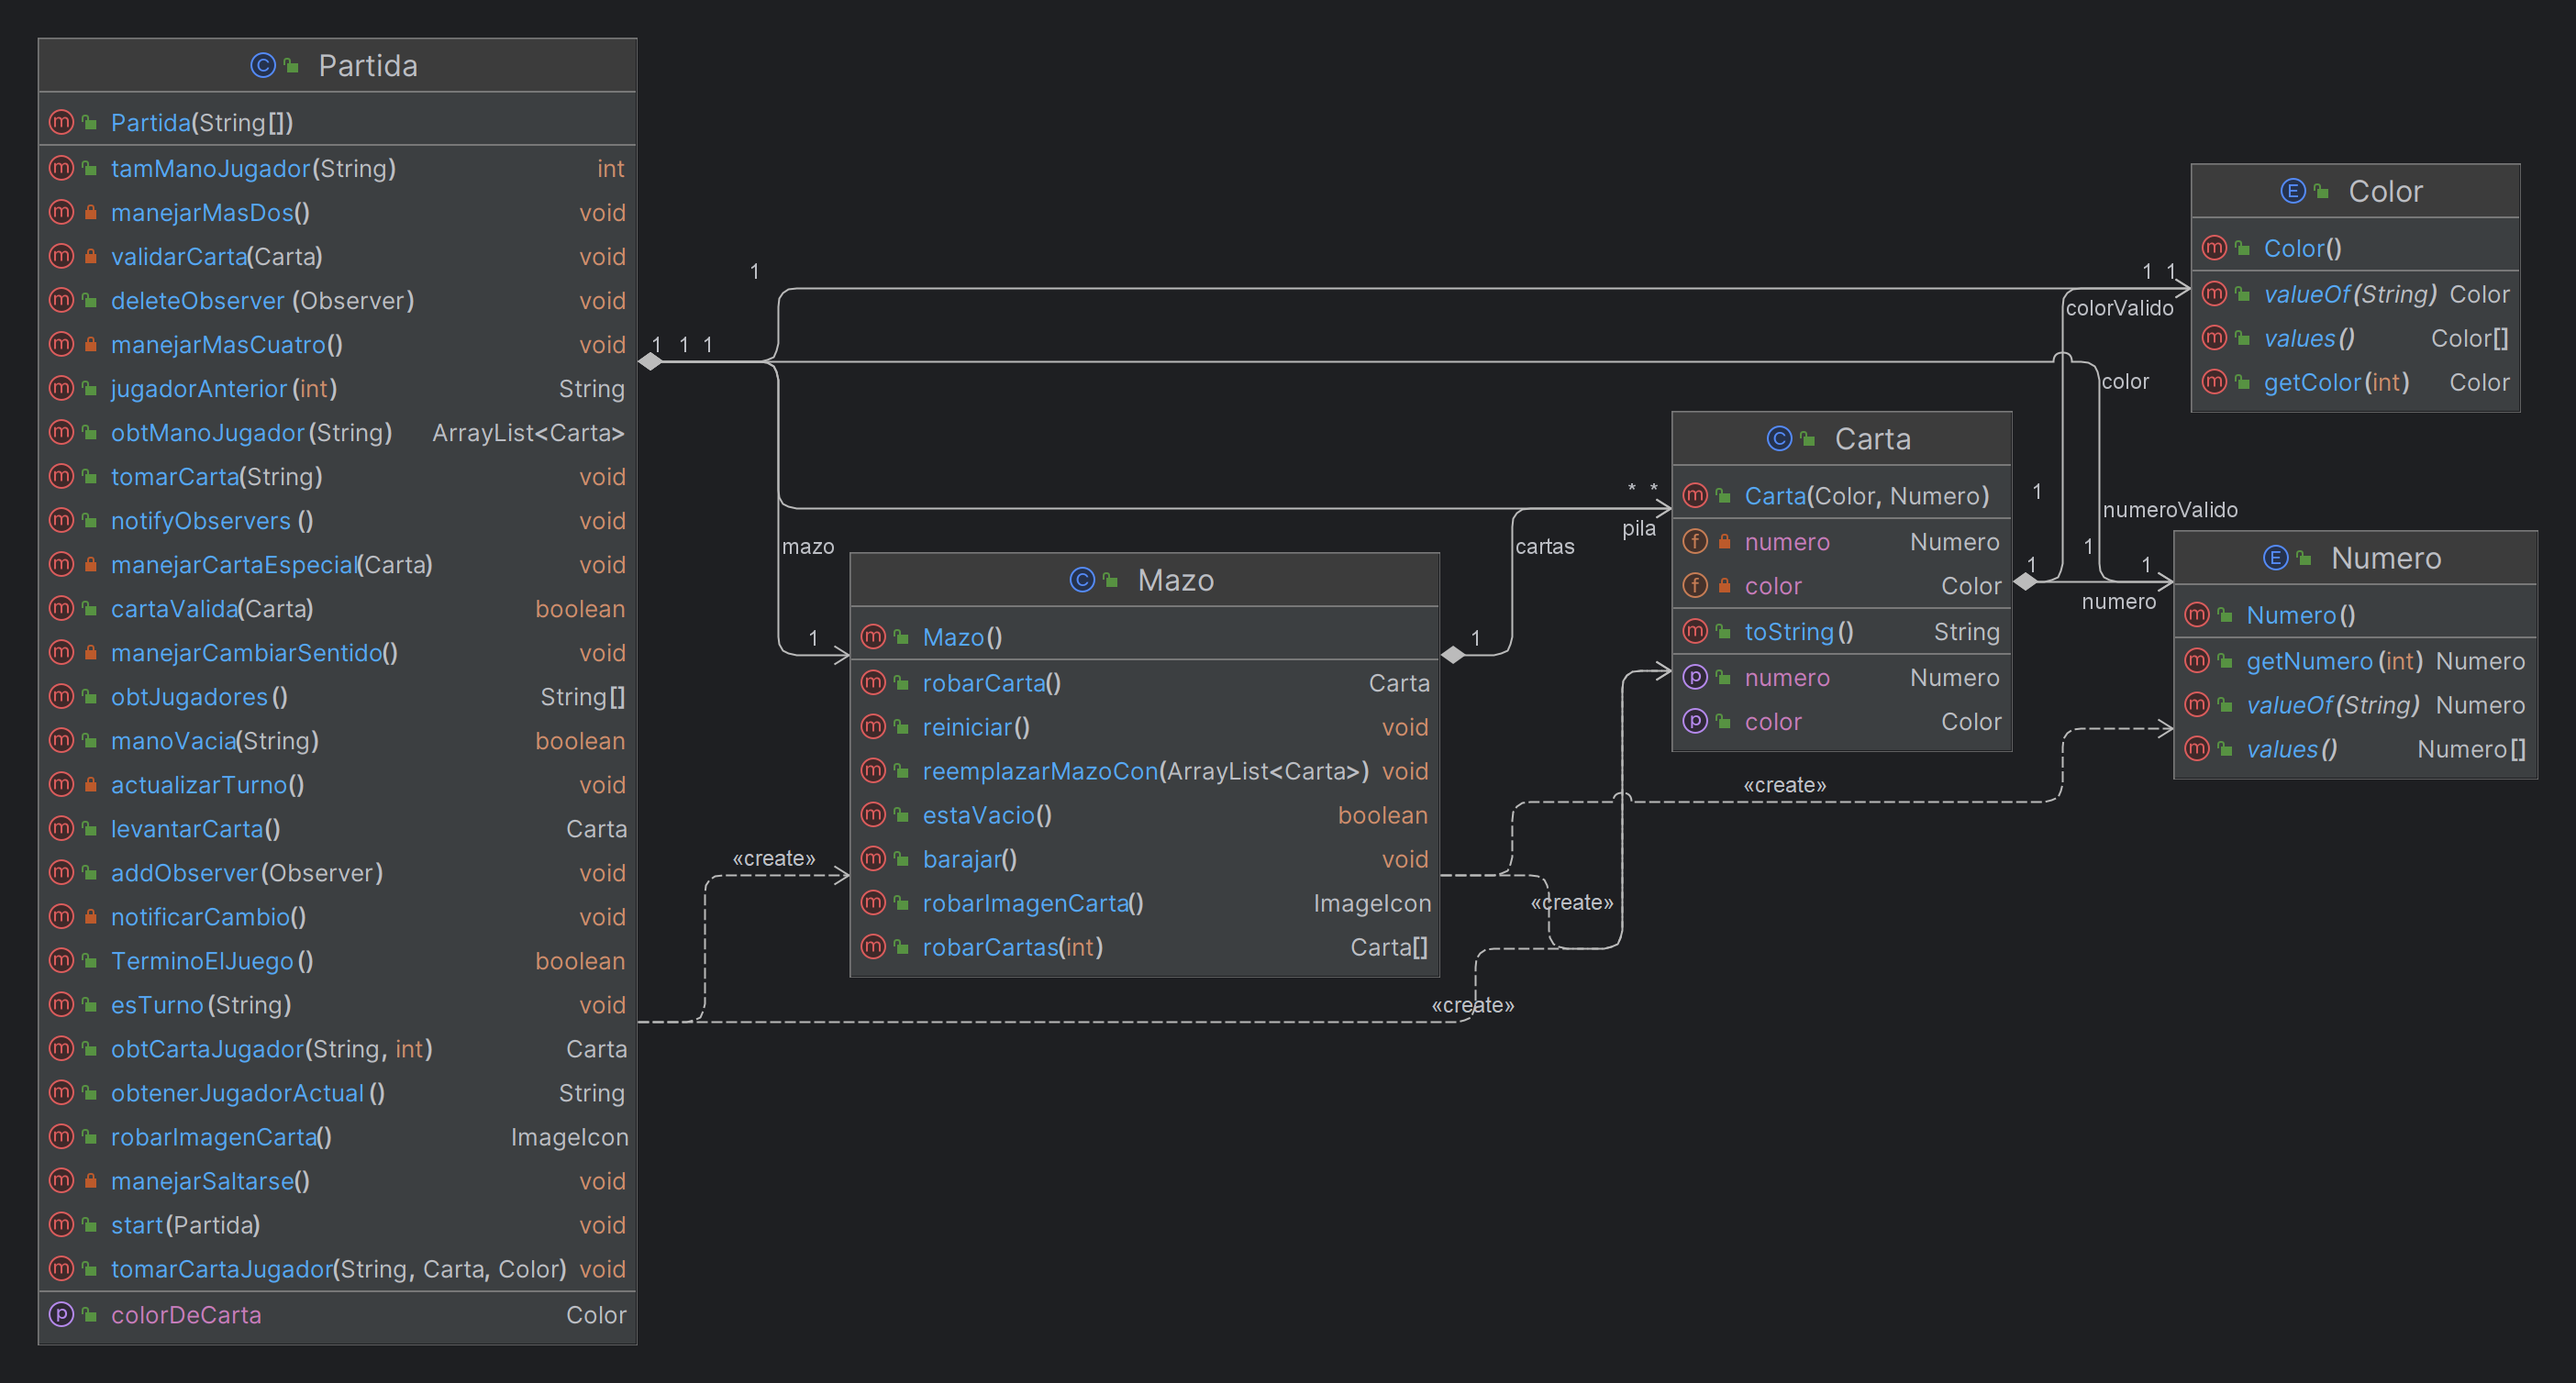 Partida
Partida(String[])
tamManoJugador(String) int
manejarMasDos() void
validarCarta(Carta) void
deleteObserver (Observer) void
manejarMasCuatro() void
jugadorAnterior (int) String
obtManoJugador (String) ArrayList<Carta>
tomarCarta(String) void
notifyObservers () void
manejarCartaEspecial(Carta) void
cartaValida(Carta) boolean
manejarCambiarSentido() void
obtJugadores () String[]
manoVacia(String) boolean
actualizarTurno() void
levantarCarta() Carta
addObserver (Observer) void
notificarCambio() void
TerminoElJuego () boolean
esTurno (String) void
obtCartaJugador(String, int) Carta
obtenerJugadorActual () String
robarImagenCarta() ImageIcon
manejarSaltarse() void
start(Partida) void
tomarCartaJugador(String, Carta, Color) void
colorDeCarta Color
1
1 1 1
1 1
colorValido
color
* *
pila
mazo
cartas
1
1
1
1
1
1
numeroValido
numero
Mazo
Mazo()
robarCarta() Carta
reiniciar() void
reemplazarMazoCon(ArrayList<Carta>) void
estaVacio() boolean
barajar() void
robarImagenCarta() ImageIcon
robarCartas(int) Carta[]
«create»
«create»
«create»
«create»
Carta
Carta(Color, Numero)
numero Numero
color Color
toString() String
numero Numero
color Color
Color
Color()
valueOf(String) Color
values() Color[]
getColor(int) Color
Numero
Numero()
getNumero (int) Numero
valueOf(String) Numero
values() Numero[]